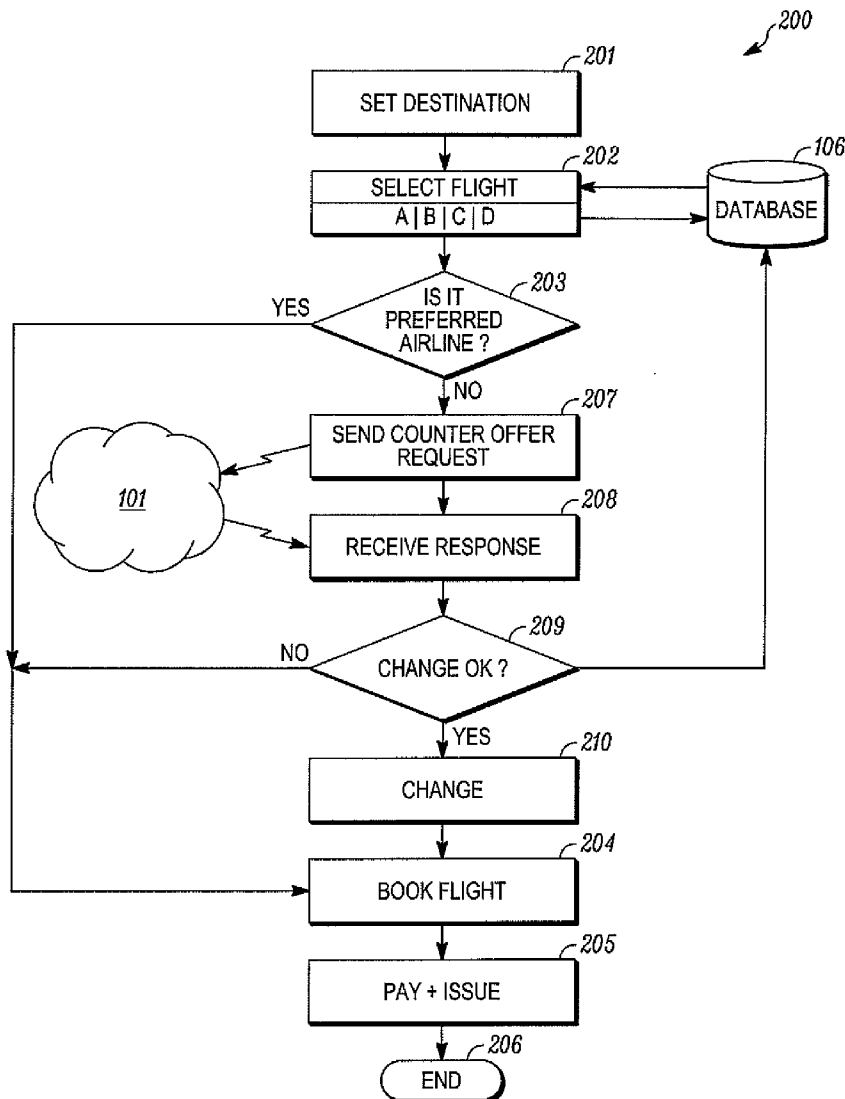 200
201
SET DESTINATION
202
SELECT FLIGHT
A | B | C | D
106
DATABASE
203
YES
IS IT
PREFERRED
AIRLINE ?
NO
207
SEND COUNTER OFFER
REQUEST
101
208
RECEIVE RESPONSE
209
NO
CHANGE OK ?
YES
210
CHANGE
204
BOOK FLIGHT
205
PAY + ISSUE
206
END